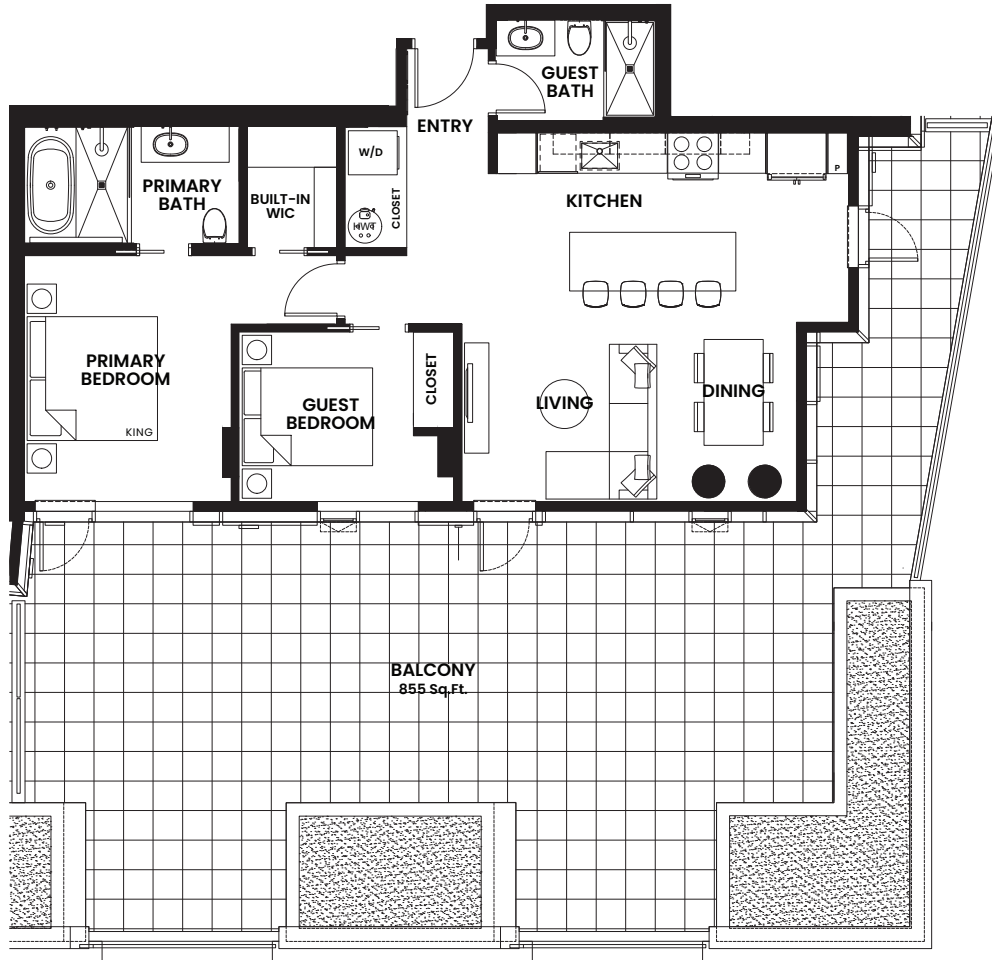 GUEST
BATH
ENTRY
W/D
CLOSET
HWT
PRIMARY
BATH
BUILT-IN
WIC
KITCHEN
P
PRIMARY
BEDROOM
KING
GUEST
BEDROOM
CLOSET
LIVING
DINING
BALCONY
855 Sq.Ft.